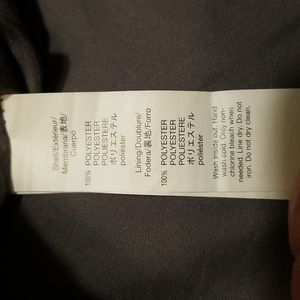 Shell/Extérieur/
Membrana/表地/
Cuerpo
100% POLYESTER
POLYESTER
POLIESTERE
ポリエステル
poliéster
Lining/Doublure/
Fodera/裏地/Forro
100% POLYESTER
POLYESTER
POLIESTERE
ポリエステル
poliéster
Wash inside out. Hand
wash cold. Only non-
chlorine bleach when
needed. Line dry. Do not
iron. Do not dry clean.